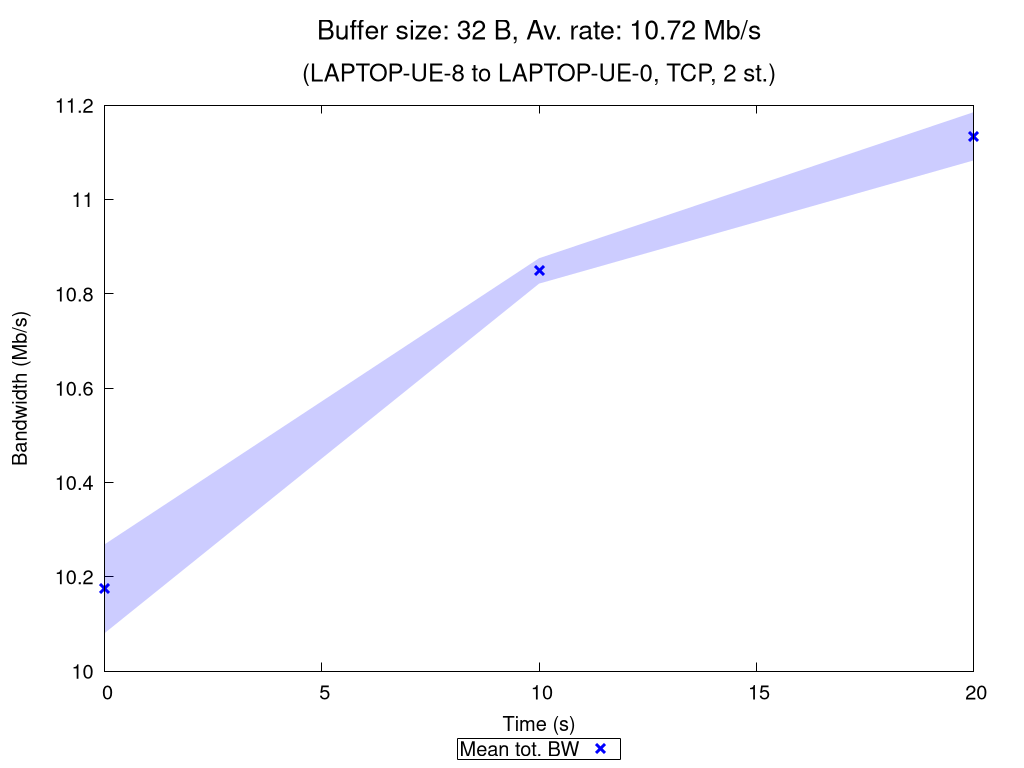 Buffer size: 32 B, Av. rate: 10.72 Mb/s
(LAPTOP-UE-8 to LAPTOP-UE-0, TCP, 2 st.)
11.2
11
10.8
10.6
10.4
10.2
10
Bandwidth (Mb/s)
0 5 10 15 20
Time (s)
Mean tot. BW